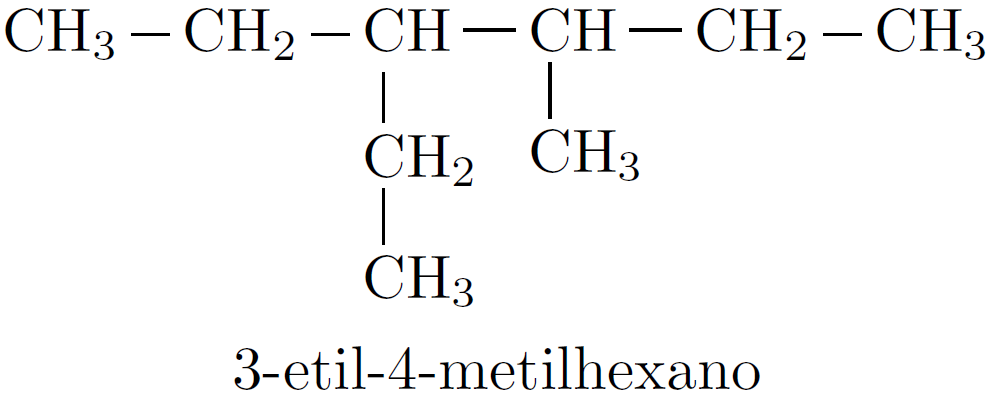 CH₃ — CH₂ — CH — CH — CH₂ — CH₃
CH₂ CH₃
CH₃
3-etil-4-metilhexano